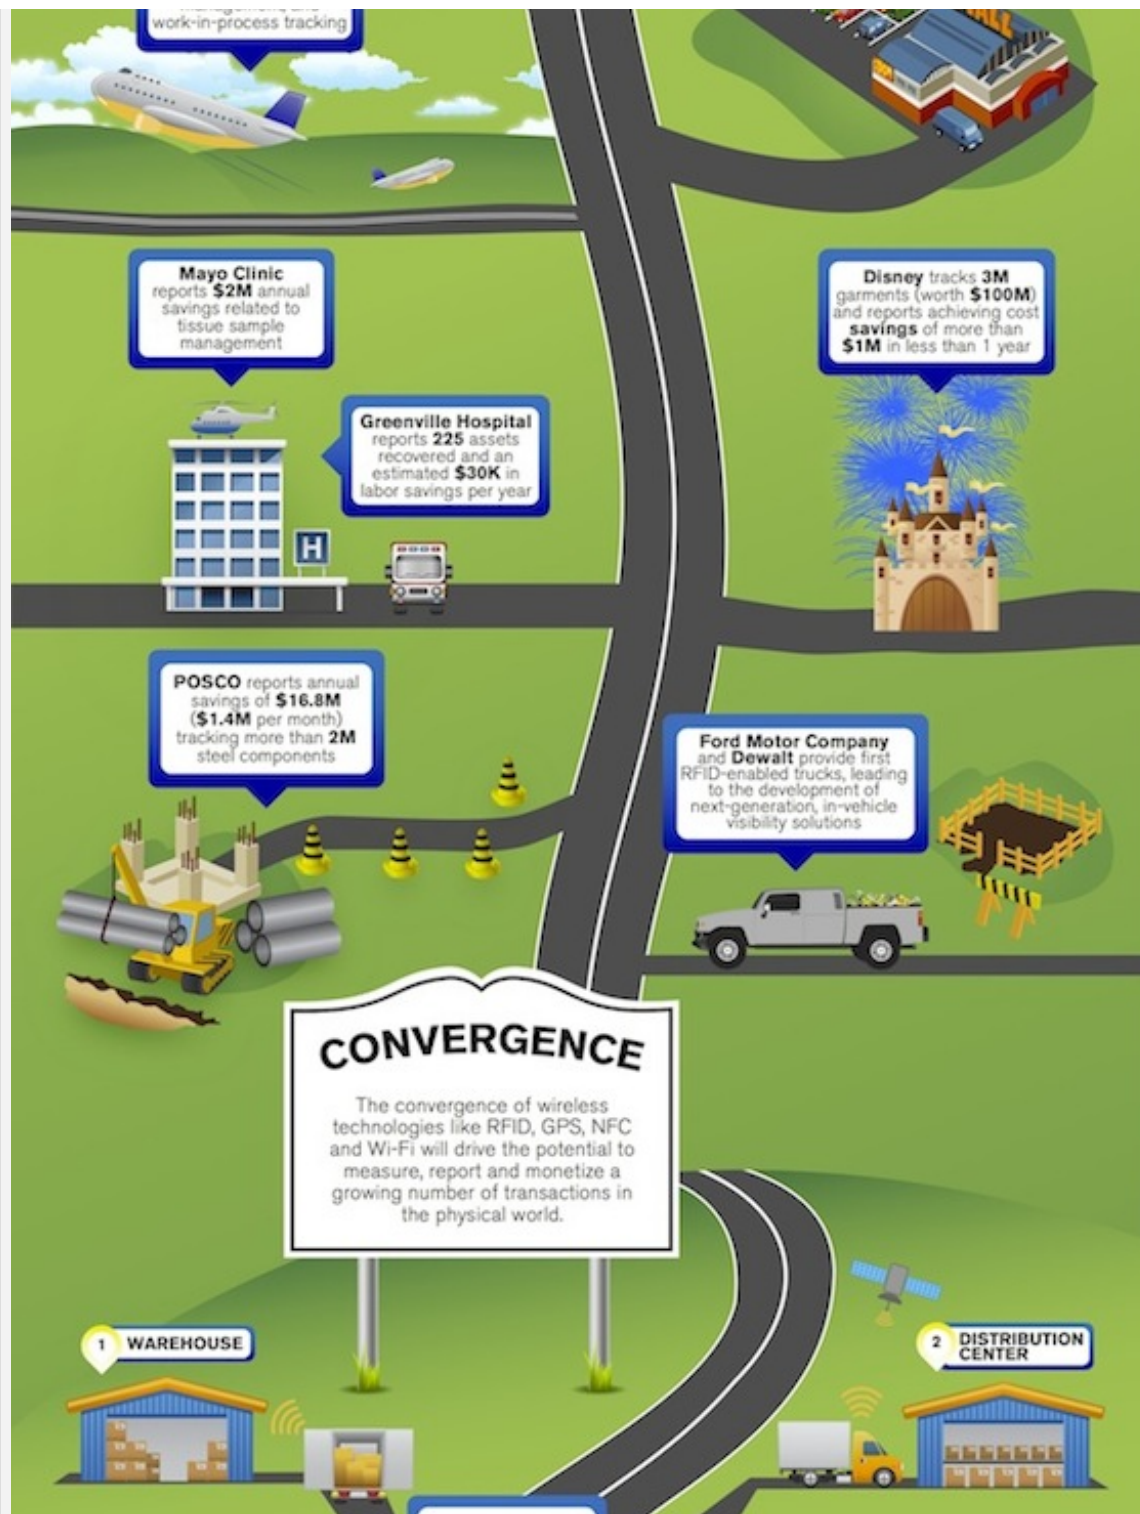 work-in-process tracking
Mayo Clinic
reports $2M annual
savings related to
tissue sample
management
Disney tracks 3M
garments (worth $100M)
and reports achieving cost
savings of more than
$1M in less than 1 year
Greenville Hospital
reports 225 assets
recovered and an
estimated $30K in
labor savings per year
H
POSCO reports annual
savings of $16.8M
($1.4M per month)
tracking more than 2M
steel components
Ford Motor Company
and Dewalt provide first
RFID-enabled trucks, leading
to the development of
next-generation, in-vehicle
visibility solutions
CONVERGENCE
The convergence of wireless
technologies like RFID, GPS, NFC
and Wi-Fi will drive the potential to
measure, report and monetize a
growing number of transactions in
the physical world.
1 WAREHOUSE
2 DISTRIBUTION
CENTER